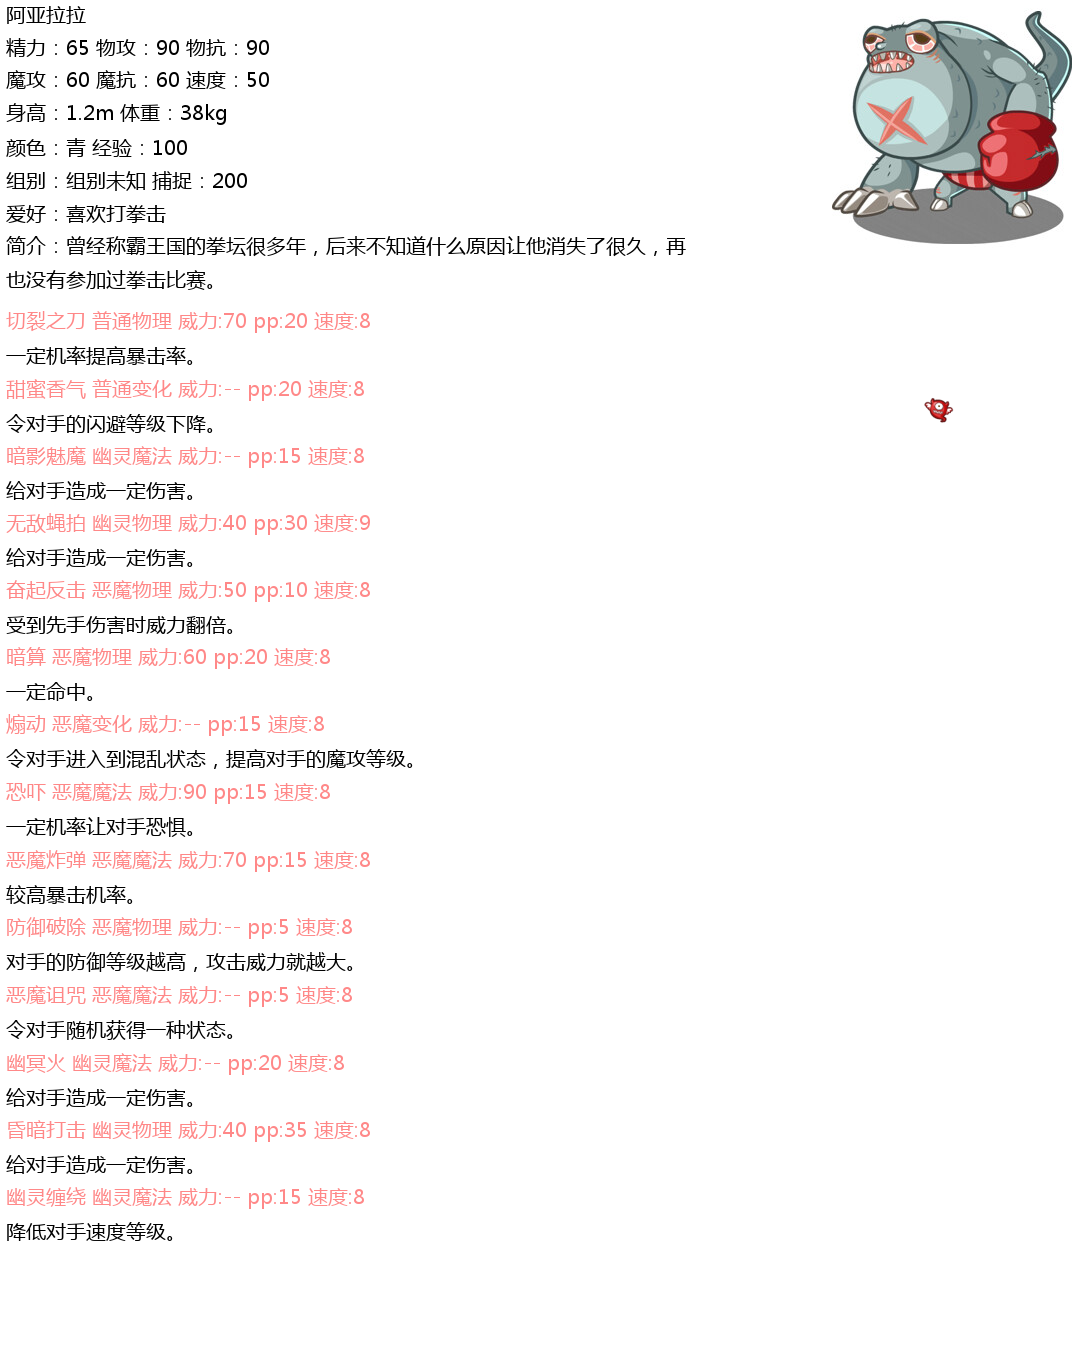 阿亚拉拉
精力：65 物攻：90 物抗：90
魔攻：60 魔抗：60 速度：50
身高：1.2m 体重：38kg
颜色：青 经验：100
组别：组别未知 捕捉：200
爱好：喜欢打拳击
简介：曾经称霸王国的拳坛很多年，后来不知道什么原因让他消失了很久，再
也没有参加过拳击比赛。
切裂之刀 普通物理 威力:70 pp:20 速度:8
一定机率提高暴击率。
甜蜜香气 普通变化 威力:-- pp:20 速度:8
令对手的闪避等级下降。
暗影魅魔 幽灵魔法 威力:-- pp:15 速度:8
给对手造成一定伤害。
无敌蝇拍 幽灵物理 威力:40 pp:30 速度:9
给对手造成一定伤害。
奋起反击 恶魔物理 威力:50 pp:10 速度:8
受到先手伤害时威力翻倍。
暗算 恶魔物理 威力:60 pp:20 速度:8
一定命中。
煽动 恶魔变化 威力:-- pp:15 速度:8
令对手进入到混乱状态，提高对手的魔攻等级。
恐吓 恶魔魔法 威力:90 pp:15 速度:8
一定机率让对手恐惧。
恶魔炸弹 恶魔魔法 威力:70 pp:15 速度:8
较高暴击机率。
防御破除 恶魔物理 威力:-- pp:5 速度:8
对手的防御等级越高，攻击威力就越大。
恶魔诅咒 恶魔魔法 威力:-- pp:5 速度:8
令对手随机获得一种状态。
幽冥火 幽灵魔法 威力:-- pp:20 速度:8
给对手造成一定伤害。
昏暗打击 幽灵物理 威力:40 pp:35 速度:8
给对手造成一定伤害。
幽灵缠绕 幽灵魔法 威力:-- pp:15 速度:8
降低对手速度等级。